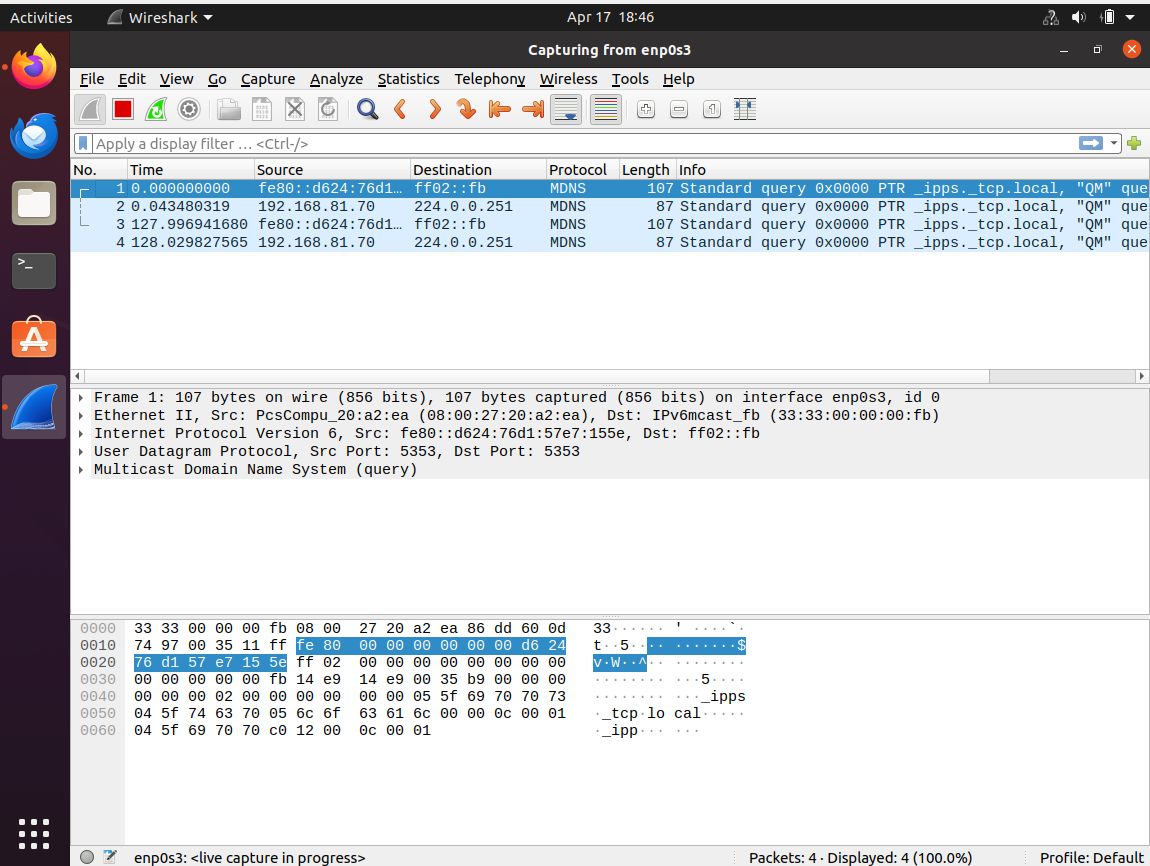 Activities Wireshark Apr 17 18:46
Capturing from enp0s3
File Edit View Go Capture Analyze Statistics Telephony Wireless Tools Help
Apply a display filter … <Ctrl-/>
No. Time Source Destination Protocol Length Info
1 0.000000000 fe80::d624:76d1… ff02::fb MDNS 107 Standard query 0x0000 PTR _ipps._tcp.local, "QM" que
2 0.043480319 192.168.81.70 224.0.0.251 MDNS 87 Standard query 0x0000 PTR _ipps._tcp.local, "QM" que
3 127.996941680 fe80::d624:76d1… ff02::fb MDNS 107 Standard query 0x0000 PTR _ipps._tcp.local, "QM" que
4 128.029827565 192.168.81.70 224.0.0.251 MDNS 87 Standard query 0x0000 PTR _ipps._tcp.local, "QM" que
Frame 1: 107 bytes on wire (856 bits), 107 bytes captured (856 bits) on interface enp0s3, id 0
Ethernet II, Src: PcsCompu_20:a2:ea (08:00:27:20:a2:ea), Dst: IPv6mcast_fb (33:33:00:00:00:fb)
Internet Protocol Version 6, Src: fe80::d624:76d1:57e7:155e, Dst: ff02::fb
User Datagram Protocol, Src Port: 5353, Dst Port: 5353
Multicast Domain Name System (query)
0000 33 33 00 00 00 fb 08 00 27 20 a2 ea 86 dd 60 0d 33······ ' ····`·
0010 74 97 00 35 11 ff fe 80 00 00 00 00 00 00 d6 24 t··5···· ·······$
0020 76 d1 57 e7 15 5e ff 02 00 00 00 00 00 00 00 00 v·W··^·· ········
0030 00 00 00 00 00 fb 14 e9 14 e9 00 35 b9 00 00 00 ········ ···5····
0040 00 00 00 02 00 00 00 00 00 00 05 5f 69 70 70 73 ········ ···_ipps
0050 04 5f 74 63 70 05 6c 6f 63 61 6c 00 00 0c 00 01 ·_tcp·lo cal·····
0060 04 5f 69 70 70 c0 12 00 0c 00 01 ·_ipp··· ···
enp0s3: <live capture in progress> Packets: 4 · Displayed: 4 (100.0%) Profile: Default